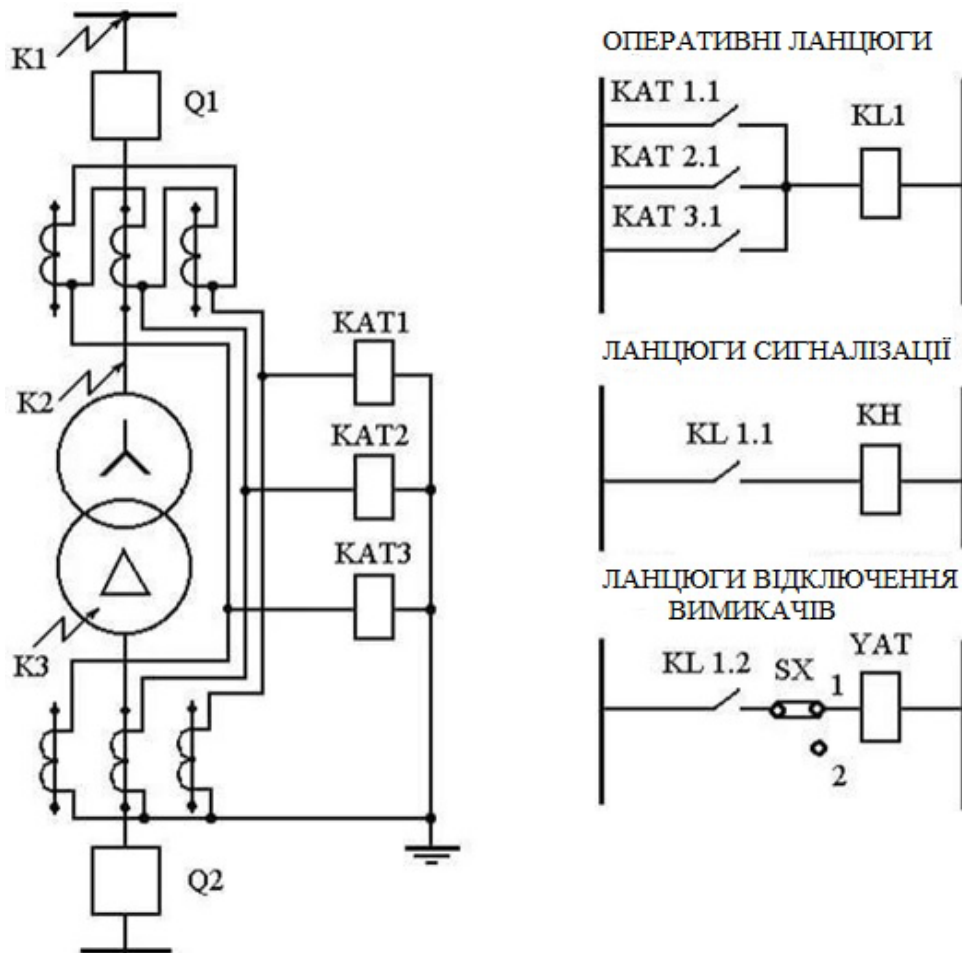 K1
Q1
K2
K3
Q2
KAT1
KAT2
KAT3
ОПЕРАТИВНІ ЛАНЦЮГИ
KAT 1.1
KAT 2.1
KAT 3.1
KL1
ЛАНЦЮГИ СИГНАЛІЗАЦІЇ
KL 1.1
KH
ЛАНЦЮГИ ВІДКЛЮЧЕННЯ
ВИМИКАЧІВ
KL 1.2
SX
1
2
YAT